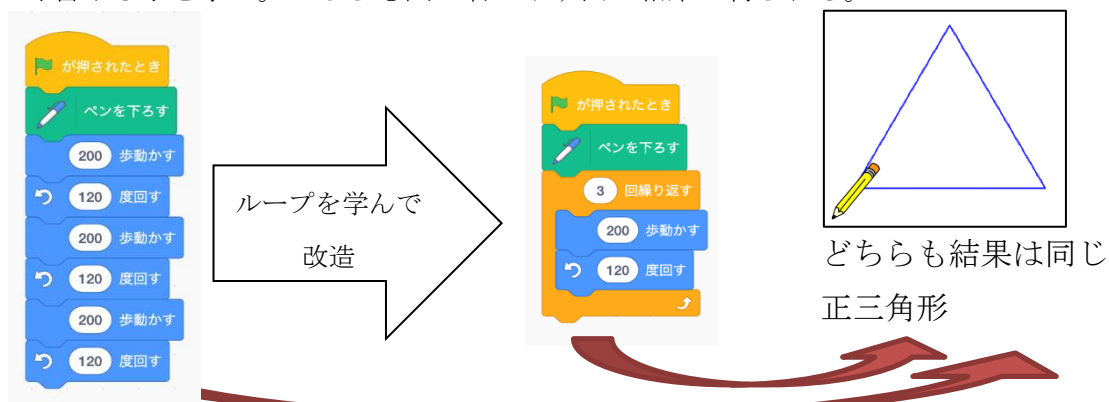 が押されたとき
ペンを下ろす
200 歩動かす
120 度回す
200 歩動かす
120 度回す
200 歩動かす
120 度回す
ループを学んで
改造
が押されたとき
ペンを下ろす
3 回繰り返す
200 歩動かす
120 度回す
どちらも結果は同じ
正三角形